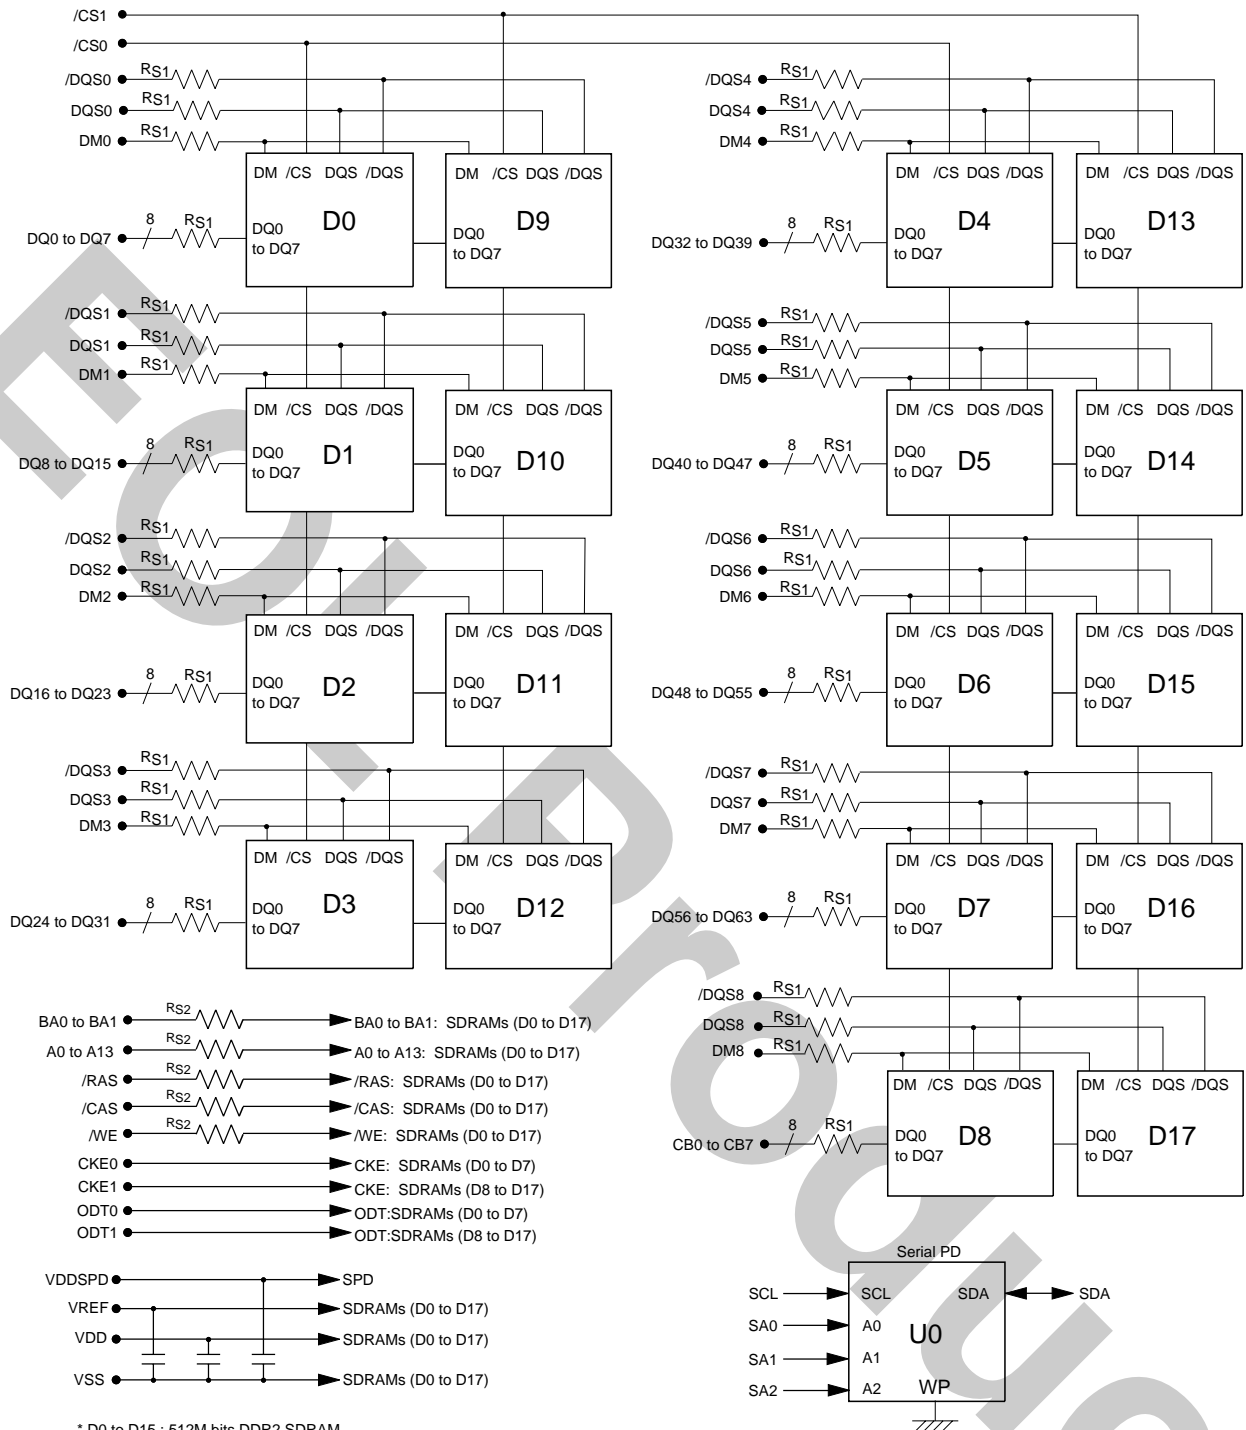 /CS1
/CS0
/DQS0 RS1
DQS0 RS1
DM0 RS1
DM /CS DQS /DQS
D0
DQ0 to DQ7 8 RS1
DQ0
to DQ7
DM /CS DQS /DQS
D9
DQ0
to DQ7
/DQS1 RS1
DQS1 RS1
DM1 RS1
DM /CS DQS /DQS
D1
DQ8 to DQ15 8 RS1
DQ0
to DQ7
DM /CS DQS /DQS
D10
DQ0
to DQ7
/DQS2 RS1
DQS2 RS1
DM2 RS1
DM /CS DQS /DQS
D2
DQ16 to DQ23 8 RS1
DQ0
to DQ7
DM /CS DQS /DQS
D11
DQ0
to DQ7
/DQS3 RS1
DQS3 RS1
DM3 RS1
DM /CS DQS /DQS
D3
DQ24 to DQ31 8 RS1
DQ0
to DQ7
DM /CS DQS /DQS
D12
DQ0
to DQ7
/DQS4 RS1
DQS4 RS1
DM4 RS1
DM /CS DQS /DQS
D4
DQ32 to DQ39 8 RS1
DQ0
to DQ7
DM /CS DQS /DQS
D13
DQ0
to DQ7
/DQS5 RS1
DQS5 RS1
DM5 RS1
DM /CS DQS /DQS
D5
DQ40 to DQ47 8 RS1
DQ0
to DQ7
DM /CS DQS /DQS
D14
DQ0
to DQ7
/DQS6 RS1
DQS6 RS1
DM6 RS1
DM /CS DQS /DQS
D6
DQ48 to DQ55 8 RS1
DQ0
to DQ7
DM /CS DQS /DQS
D15
DQ0
to DQ7
/DQS7 RS1
DQS7 RS1
DM7 RS1
DM /CS DQS /DQS
D7
DQ56 to DQ63 8 RS1
DQ0
to DQ7
DM /CS DQS /DQS
D16
DQ0
to DQ7
/DQS8 RS1
DQS8 RS1
DM8 RS1
DM /CS DQS /DQS
D8
CB0 to CB7 8 RS1
DQ0
to DQ7
DM /CS DQS /DQS
D17
DQ0
to DQ7
BA0 to BA1 RS2 BA0 to BA1: SDRAMs (D0 to D17)
A0 to A13 RS2 A0 to A13: SDRAMs (D0 to D17)
/RAS RS2 /RAS: SDRAMs (D0 to D17)
/CAS RS2 /CAS: SDRAMs (D0 to D17)
/WE RS2 /WE: SDRAMs (D0 to D17)
CKE0 CKE: SDRAMs (D0 to D7)
CKE1 CKE: SDRAMs (D8 to D17)
ODT0 ODT:SDRAMs (D0 to D7)
ODT1 ODT:SDRAMs (D8 to D17)
VDDSPD SPD
VREF SDRAMs (D0 to D17)
VDD SDRAMs (D0 to D17)
VSS SDRAMs (D0 to D17)
Serial PD
SCL SCL SDA SDA
SA0 A0
U0
SA1 A1
SA2 A2 WP
* D0 to D15 : 512M bits DDR2 SDRAM
EOL Produc